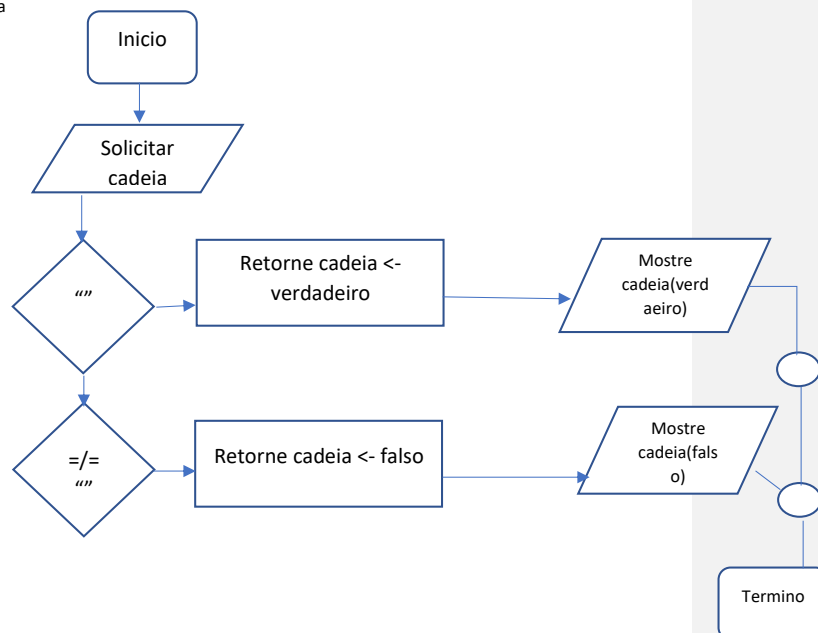 a
Inicio
Solicitar
cadeia
“”
Retorne cadeia <-
verdadeiro
Mostre
cadeia(verd
aeiro)
=/=
“”
Retorne cadeia <- falso
Mostre
cadeia(fals
o)
Termino